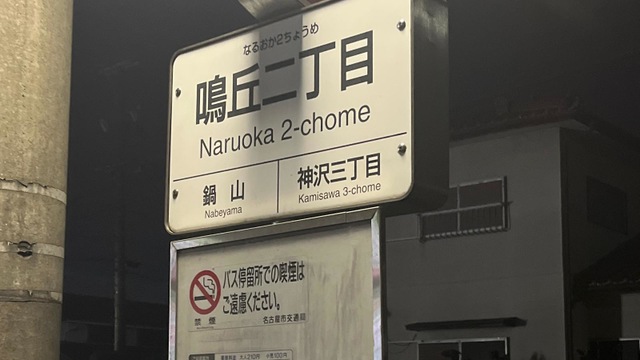 なるおか2ちょうめ
鳴丘二丁目
Naruoka 2-chome
鍋山
Nabeyama
神沢三丁目
Kamisawa 3-chome
バス停留所での喫煙は
ご遠慮ください。
禁煙
名古屋市交通局